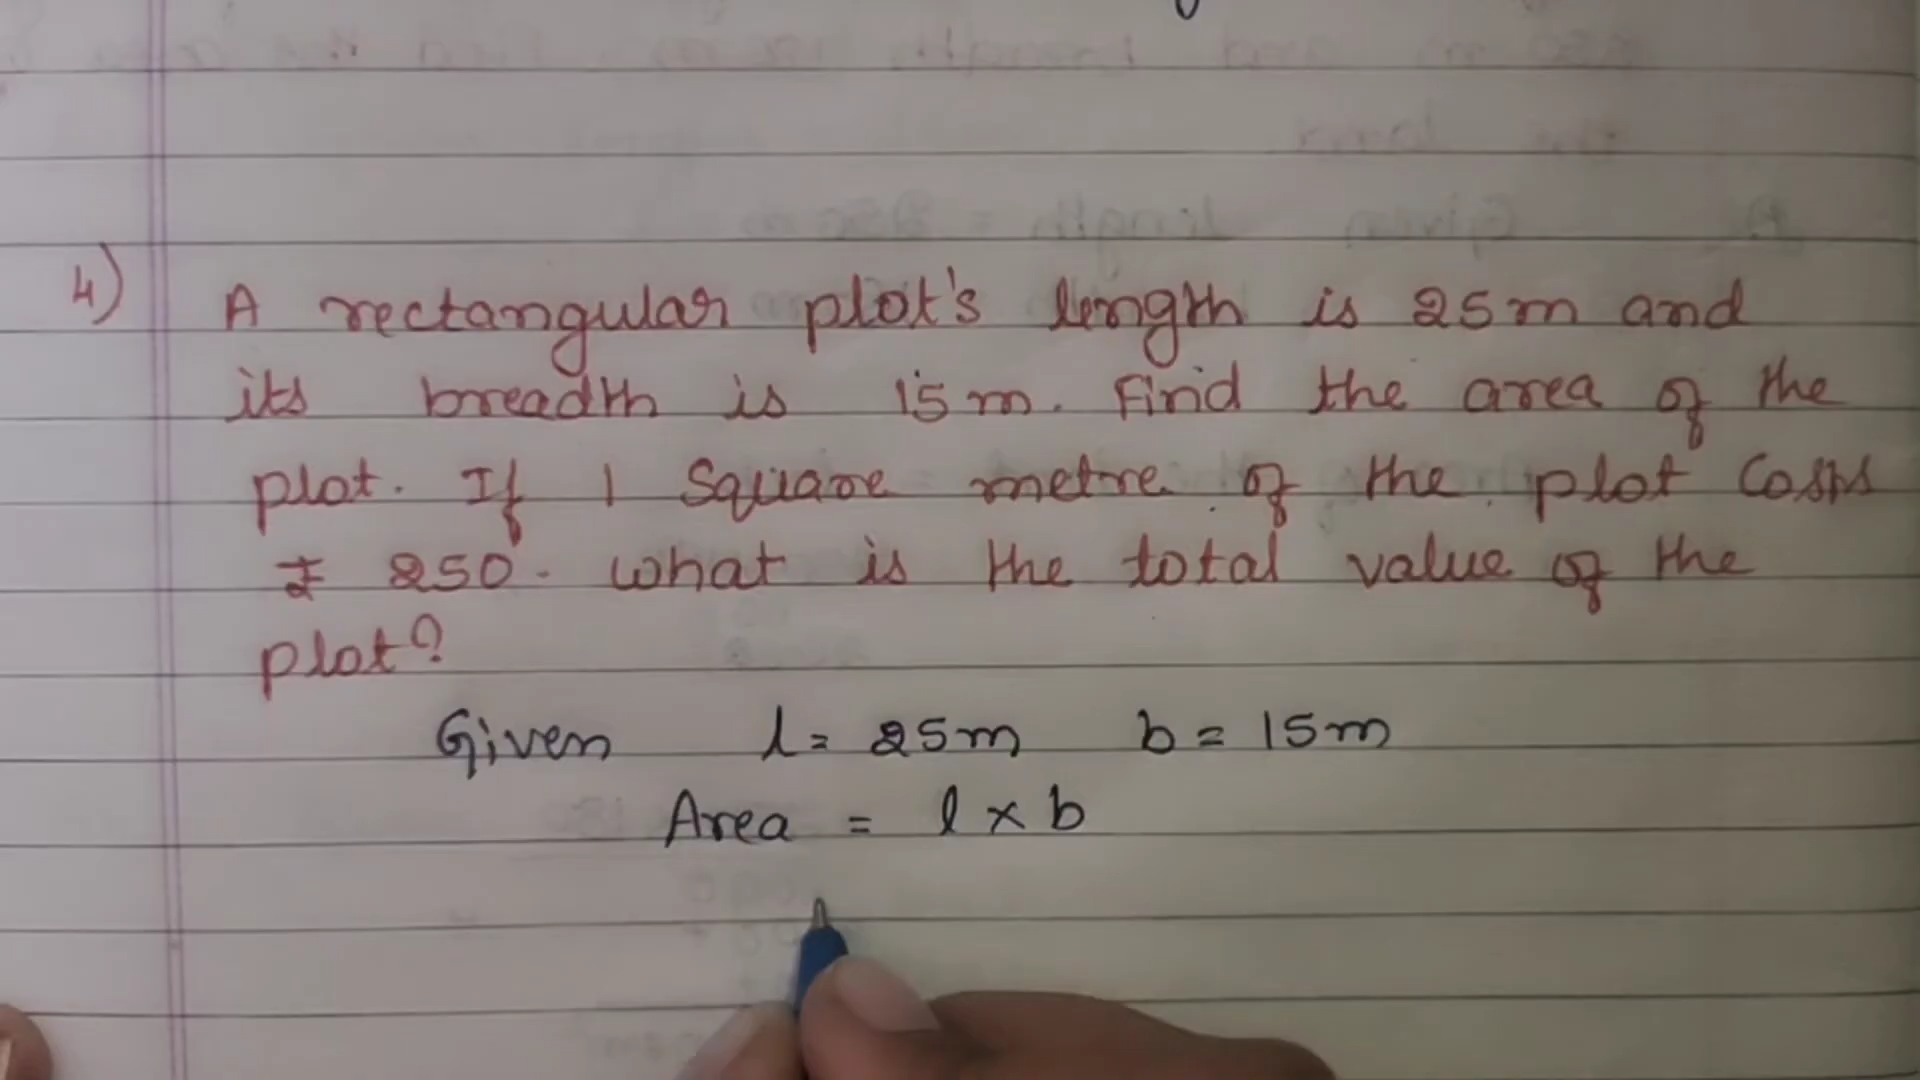 4) A rectangular plot's length is 25m and
its breadth is 15m. Find the area of the
plot. If 1 Square metre of the plot Costs
₹ 250. What is the total value of the
plot?
Given l = 25m b = 15m
Area = l × b